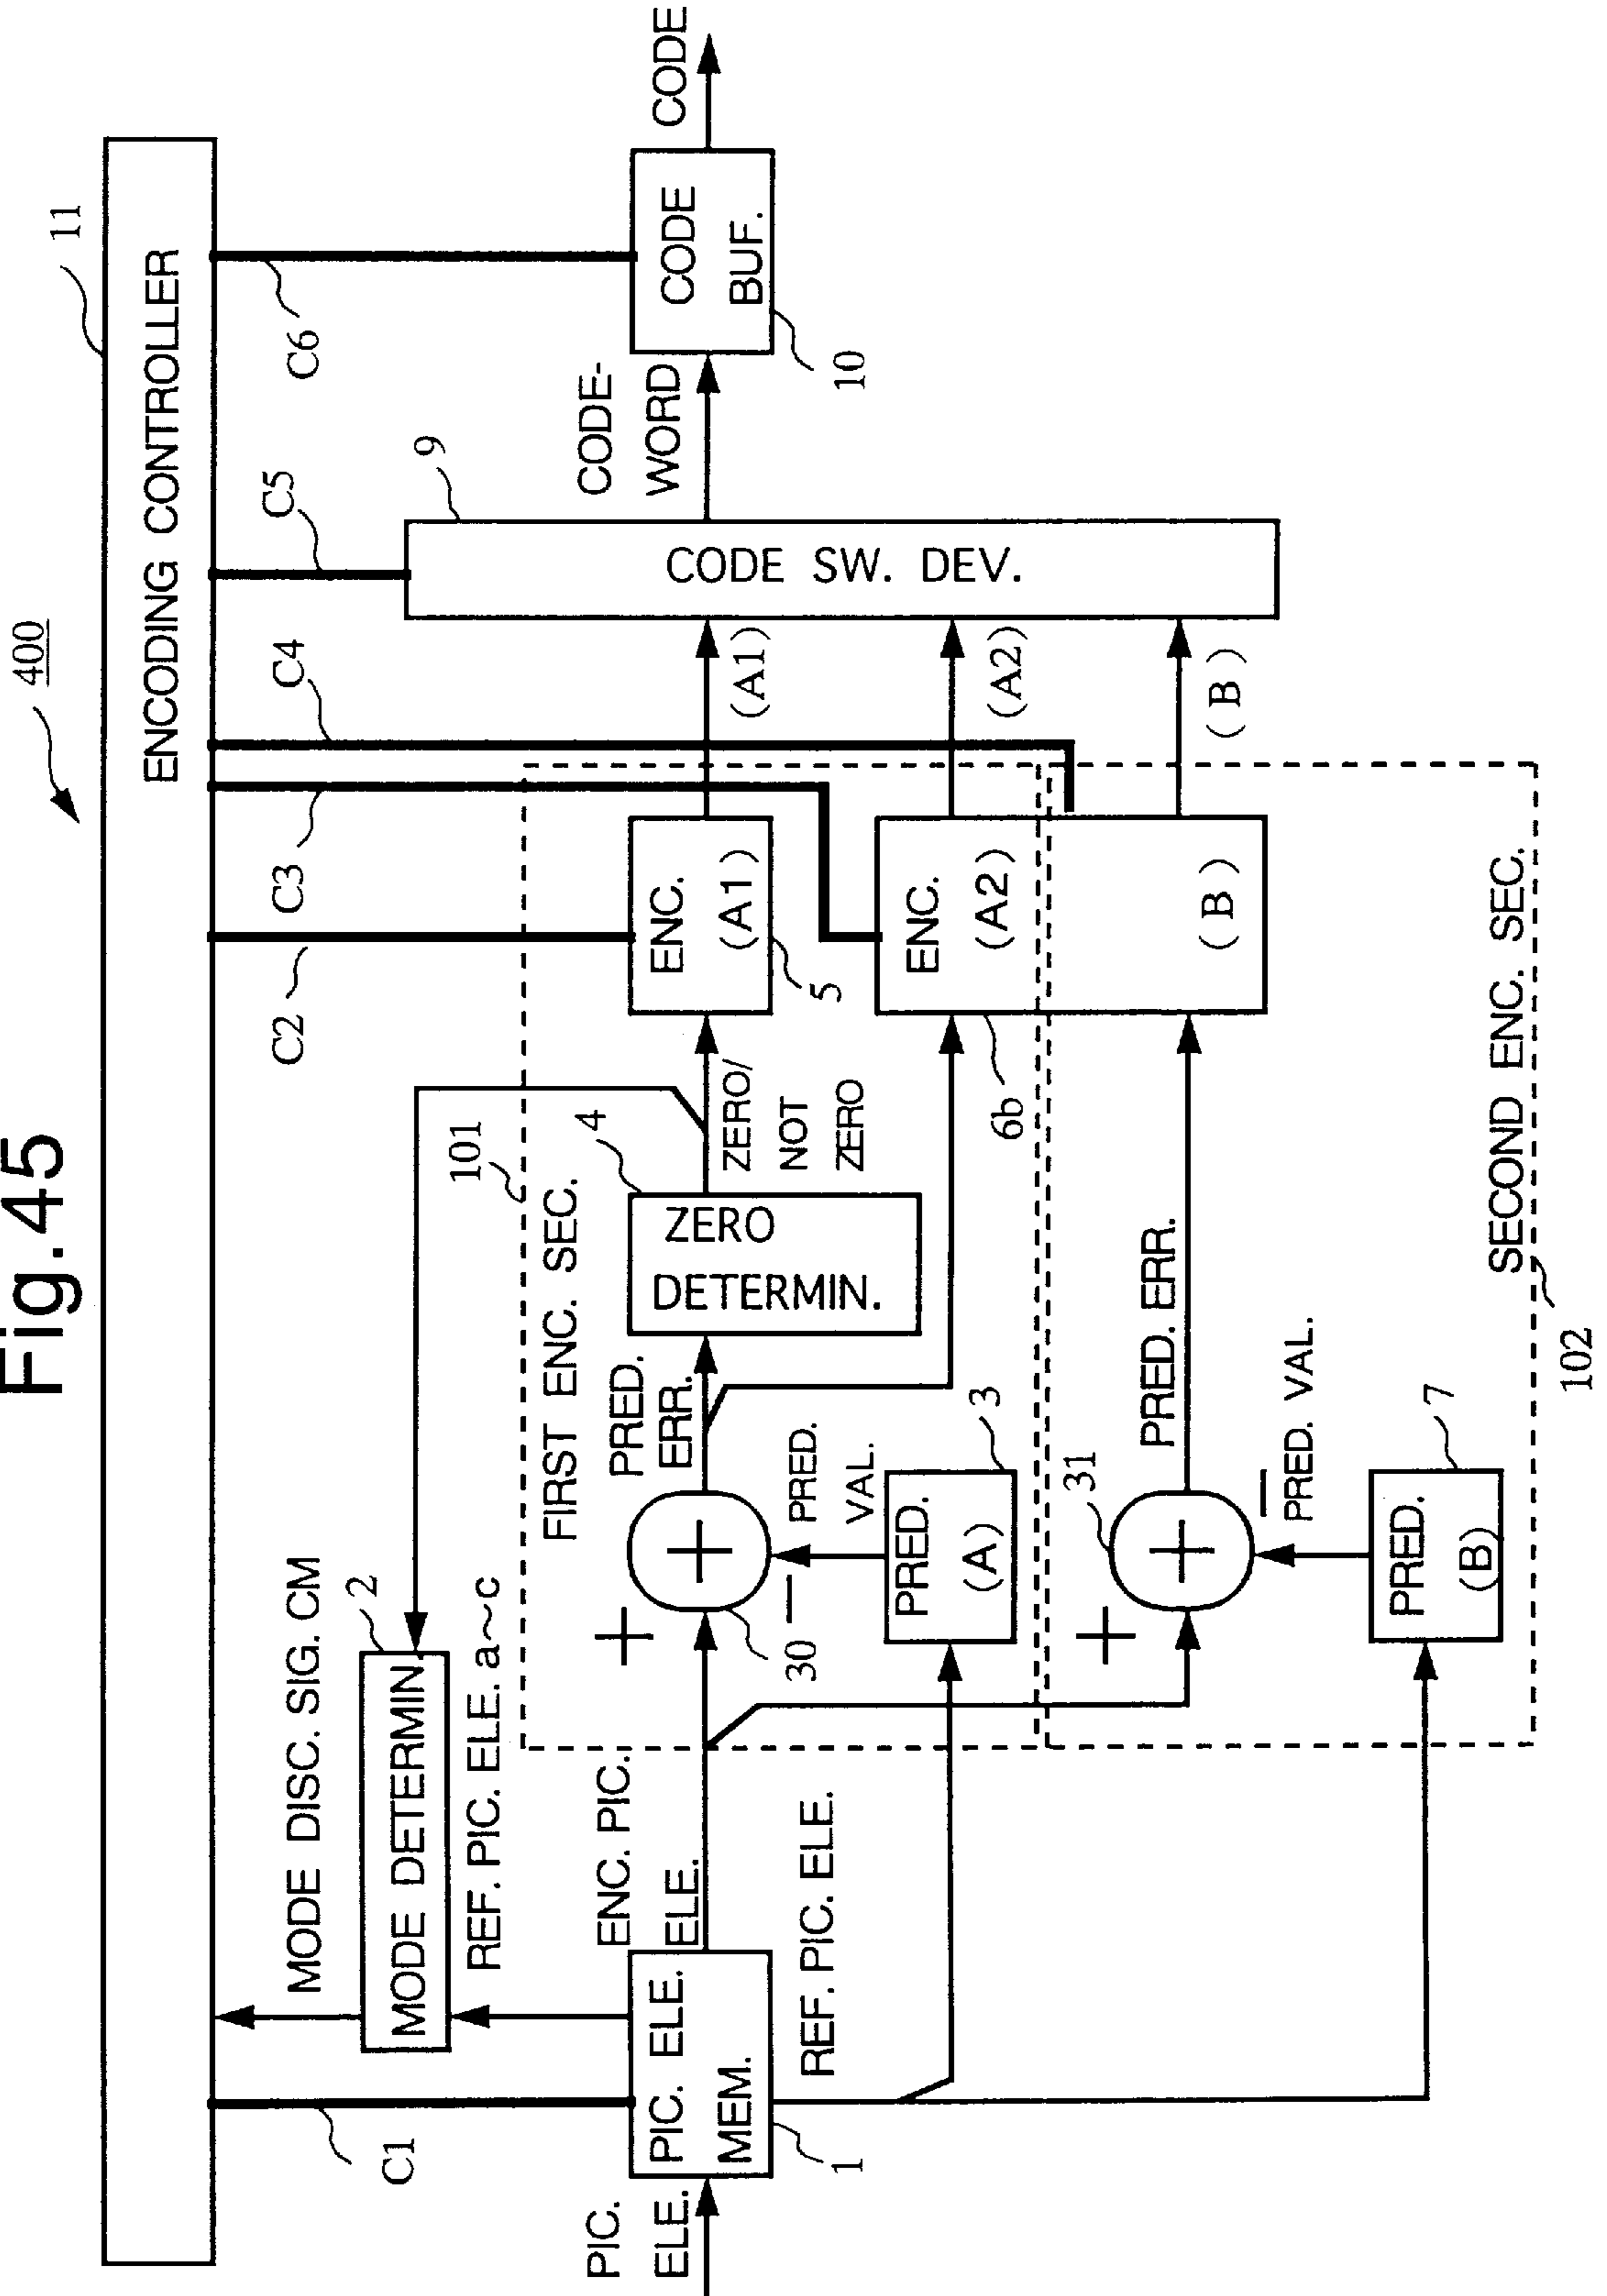 Fig.45
400
11
ENCODING CONTROLLER
C1
C2
C3
C4
C5
C6
MODE DISC. SIG. CM
2
MODE DETERMIN.
REF. PIC. ELE. a~c
PIC.
ELE.
PIC. ELE.
MEM.
1
ENC. PIC.
ELE.
REF. PIC. ELE.
101
FIRST ENC. SEC.
+
+
30
−
PRED.
VAL.
PRED.
(A)
3
PRED.
ERR.
4
ZERO
DETERMIN.
ZERO/
NOT
ZERO
ENC.
(A1)
5
ENC.
(A2)
6b
(B)
+
+
31
−
PRED. VAL.
PRED.
(B)
7
PRED. ERR.
SECOND ENC. SEC.
102
(A1)
(A2)
(B)
9
CODE SW. DEV.
CODE-
WORD
CODE
BUF.
10
CODE